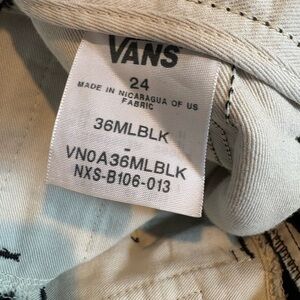 VANS
24
MADE IN NICARAGUA OF US
FABRIC
36MLBLK
-
VN0A36MLBLK
NXS-B106-013